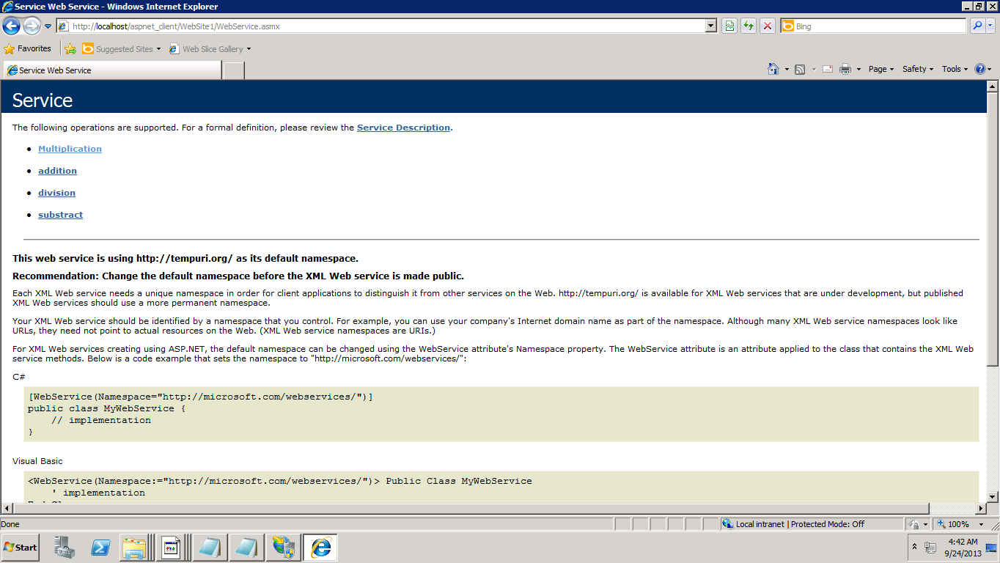 Service Web Service - Windows Internet Explorer
http://localhost/aspnet_client/WebSite1/WebService.asmx
Bing
Favorites
Suggested Sites
Web Slice Gallery
Service Web Service
Page
Safety
Tools
Service
The following operations are supported. For a formal definition, please review the Service Description.
Multiplication
addition
division
substract
This web service is using http://tempuri.org/ as its default namespace.
Recommendation: Change the default namespace before the XML Web service is made public.
Each XML Web service needs a unique namespace in order for client applications to distinguish it from other services on the Web. http://tempuri.org/ is available for XML Web services that are under development, but published
XML Web services should use a more permanent namespace.
Your XML Web service should be identified by a namespace that you control. For example, you can use your company's Internet domain name as part of the namespace. Although many XML Web service namespaces look like
URLs, they need not point to actual resources on the Web. (XML Web service namespaces are URIs.)
For XML Web services creating using ASP.NET, the default namespace can be changed using the WebService attribute's Namespace property. The WebService attribute is an attribute applied to the class that contains the XML Web
service methods. Below is a code example that sets the namespace to "http://microsoft.com/webservices/":
C#
[WebService(Namespace="http://microsoft.com/webservices/")]
public class MyWebService {
// implementation
}
Visual Basic
<WebService(Namespace:="http://microsoft.com/webservices/")> Public Class MyWebService
' implementation
Done
Local intranet | Protected Mode: Off
100%
Start
4:42 AM
9/24/2013